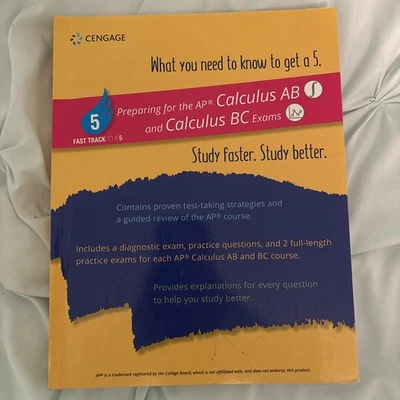 CENGAGE
What you need to know to get a 5.
5
FAST TRACK TO A 5
Preparing for the AP® Calculus AB
and Calculus BC Exams
Study faster. Study better.
Contains proven test-taking strategies and
a guided review of the AP® course.
Includes a diagnostic exam, practice questions, and 2 full-length
practice exams for each AP® Calculus AB and BC course.
Provides explanations for every question
to help you study better.
AP® is a trademark registered by the College Board, which is not affiliated with, and does not endorse, this product.